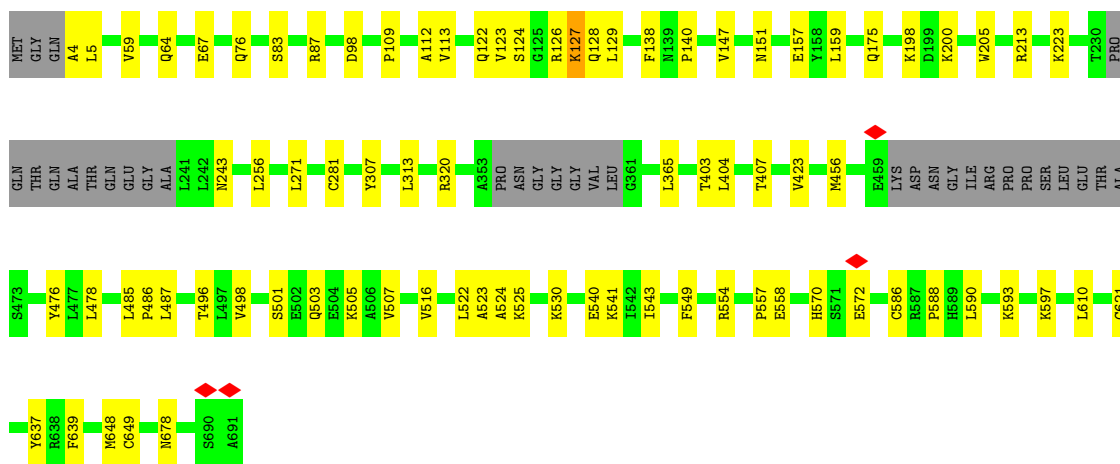 MET GLY GLN A4 L5 V59 Q64 E67 Q76 S83 R87 D98 P109 A112 V113 Q122 V123 S124 G125 R126 K127 Q128 L129 F138 N139 P140 V147 N151 E157 Y158 L159 Q175 K198 D199 K200 W205 R213 K223 T230 PRO
GLN THR GLN ALA THR GLN GLU GLY ALA L241 L242 N243 L256 L271 C281 Y307 L313 R320 A353 PRO ASN GLY GLY GLY VAL LEU G361 L365 T403 L404 T407 V423 M456 E459 LYS ASP ASN GLY ILE ARG PRO PRO SER LEU GLU THR ALA
S473 Y476 L477 L478 L485 P486 L487 T496 L497 V498 S501 E502 Q503 E504 K505 A506 V507 V516 L522 A523 A524 K525 K530 E540 K541 I542 I543 F549 R554 P557 E558 H570 S571 E572 C586 R587 P588 H589 L590 K593 K597 L610
Y637 R638 F639 M648 C649 N678 S690 A691